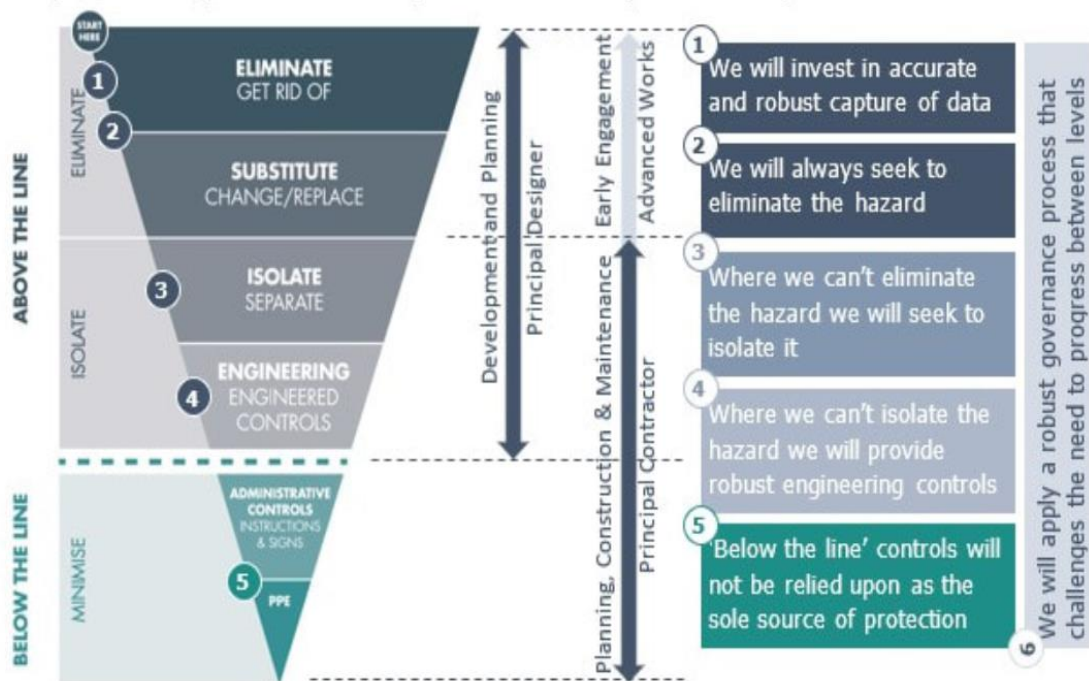 START
HERE
1
ELIMINATE
GET RID OF
2
SUBSTITUTE
CHANGE/REPLACE
ELIMINATE
ABOVE THE LINE
3
ISOLATE
SEPARATE
ISOLATE
4
ENGINEERING
ENGINEERED
CONTROLS
BELOW THE LINE
MINIMISE
ADMINISTRATIVE
CONTROLS
INSTRUCTIONS
& SIGNS
5
PPE
Development and Planning
Principal Designer
Early Engagement
Advanced Works
Planning, Construction & Maintenance
Principal Contractor
1
We will invest in accurate
and robust capture of data
2
We will always seek to
eliminate the hazard
3
Where we can't eliminate
the hazard we will seek to
isolate it
4
Where we can't isolate the
hazard we will provide
robust engineering controls
5
'Below the line' controls will
not be relied upon as the
sole source of protection
6
We will apply a robust governance process that
challenges the need to progress between levels